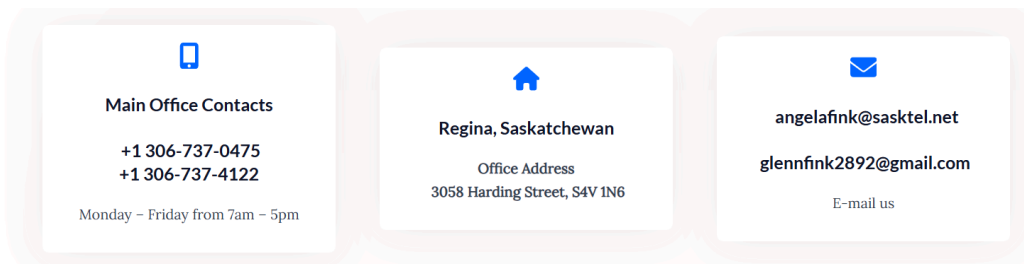 Main Office Contacts
+1 306-737-0475
+1 306-737-4122
Monday – Friday from 7am – 5pm
Regina, Saskatchewan
Office Address
3058 Harding Street, S4V 1N6
angelafink@sasktel.net
glennfink2892@gmail.com
E-mail us